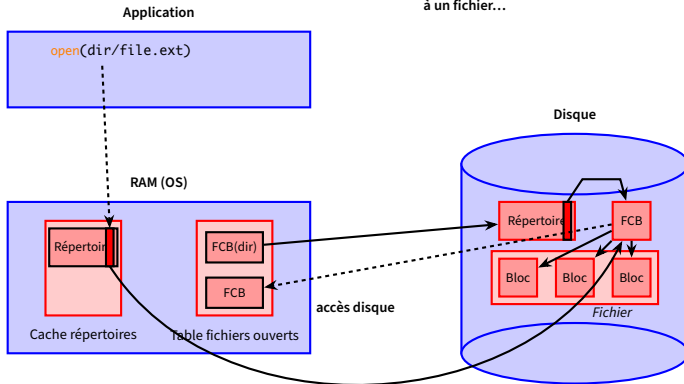 à un fichier…
Application
open(dir/file.ext)
Disque
RAM (OS)
Répertoire
FCB(dir)
FCB
Répertoire
FCB
Bloc
Bloc
Bloc
Fichier
accès disque
Cache répertoires
Table fichiers ouverts